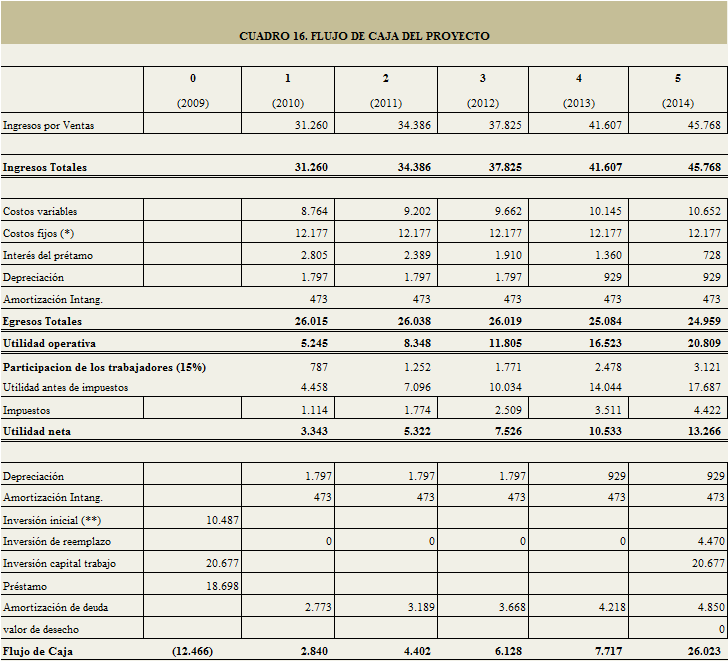 CUADRO 16. FLUJO DE CAJA DEL PROYECTO
0 1 2 3 4 5
(2009) (2010) (2011) (2012) (2013) (2014)
Ingresos por Ventas 31.260 34.386 37.825 41.607 45.768
Ingresos Totales 31.260 34.386 37.825 41.607 45.768
Costos variables 8.764 9.202 9.662 10.145 10.652
Costos fijos (*) 12.177 12.177 12.177 12.177 12.177
Interés del prétamo 2.805 2.389 1.910 1.360 728
Depreciación 1.797 1.797 1.797 929 929
Amortización Intang. 473 473 473 473 473
Egresos Totales 26.015 26.038 26.019 25.084 24.959
Utilidad operativa 5.245 8.348 11.805 16.523 20.809
Participacion de los trabajadores (15%) 787 1.252 1.771 2.478 3.121
Utilidad antes de impuestos 4.458 7.096 10.034 14.044 17.687
Impuestos 1.114 1.774 2.509 3.511 4.422
Utilidad neta 3.343 5.322 7.526 10.533 13.266
Depreciación 1.797 1.797 1.797 929 929
Amortización Intang. 473 473 473 473 473
Inversión inicial (**) 10.487
Inversión de reemplazo 0 0 0 0 4.470
Inversión capital trabajo 20.677 20.677
Préstamo 18.698
Amortización de deuda 2.773 3.189 3.668 4.218 4.850
valor de desecho 0
Flujo de Caja (12.466) 2.840 4.402 6.128 7.717 26.023